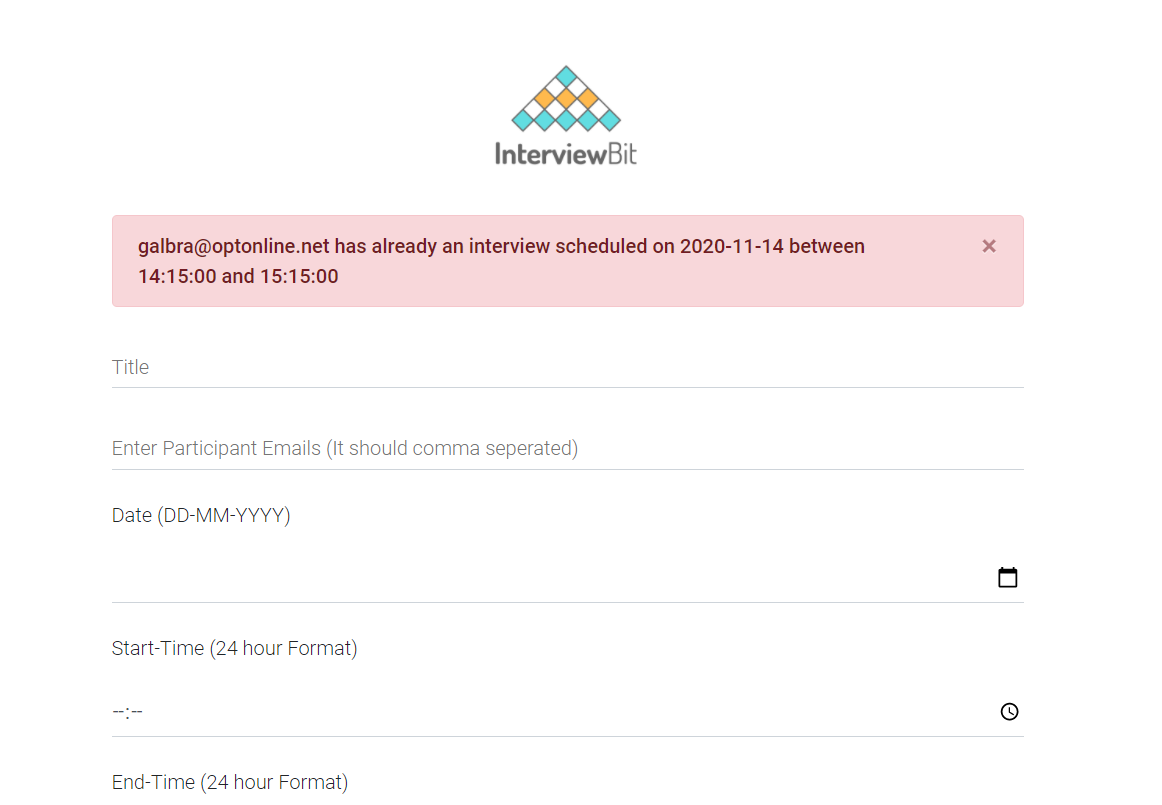 InterviewBit
galbra@optonline.net has already an interview scheduled on 2020-11-14 between
14:15:00 and 15:15:00
×
Title
Enter Participant Emails (It should comma seperated)
Date (DD-MM-YYYY)
Start-Time (24 hour Format)
--:--
End-Time (24 hour Format)